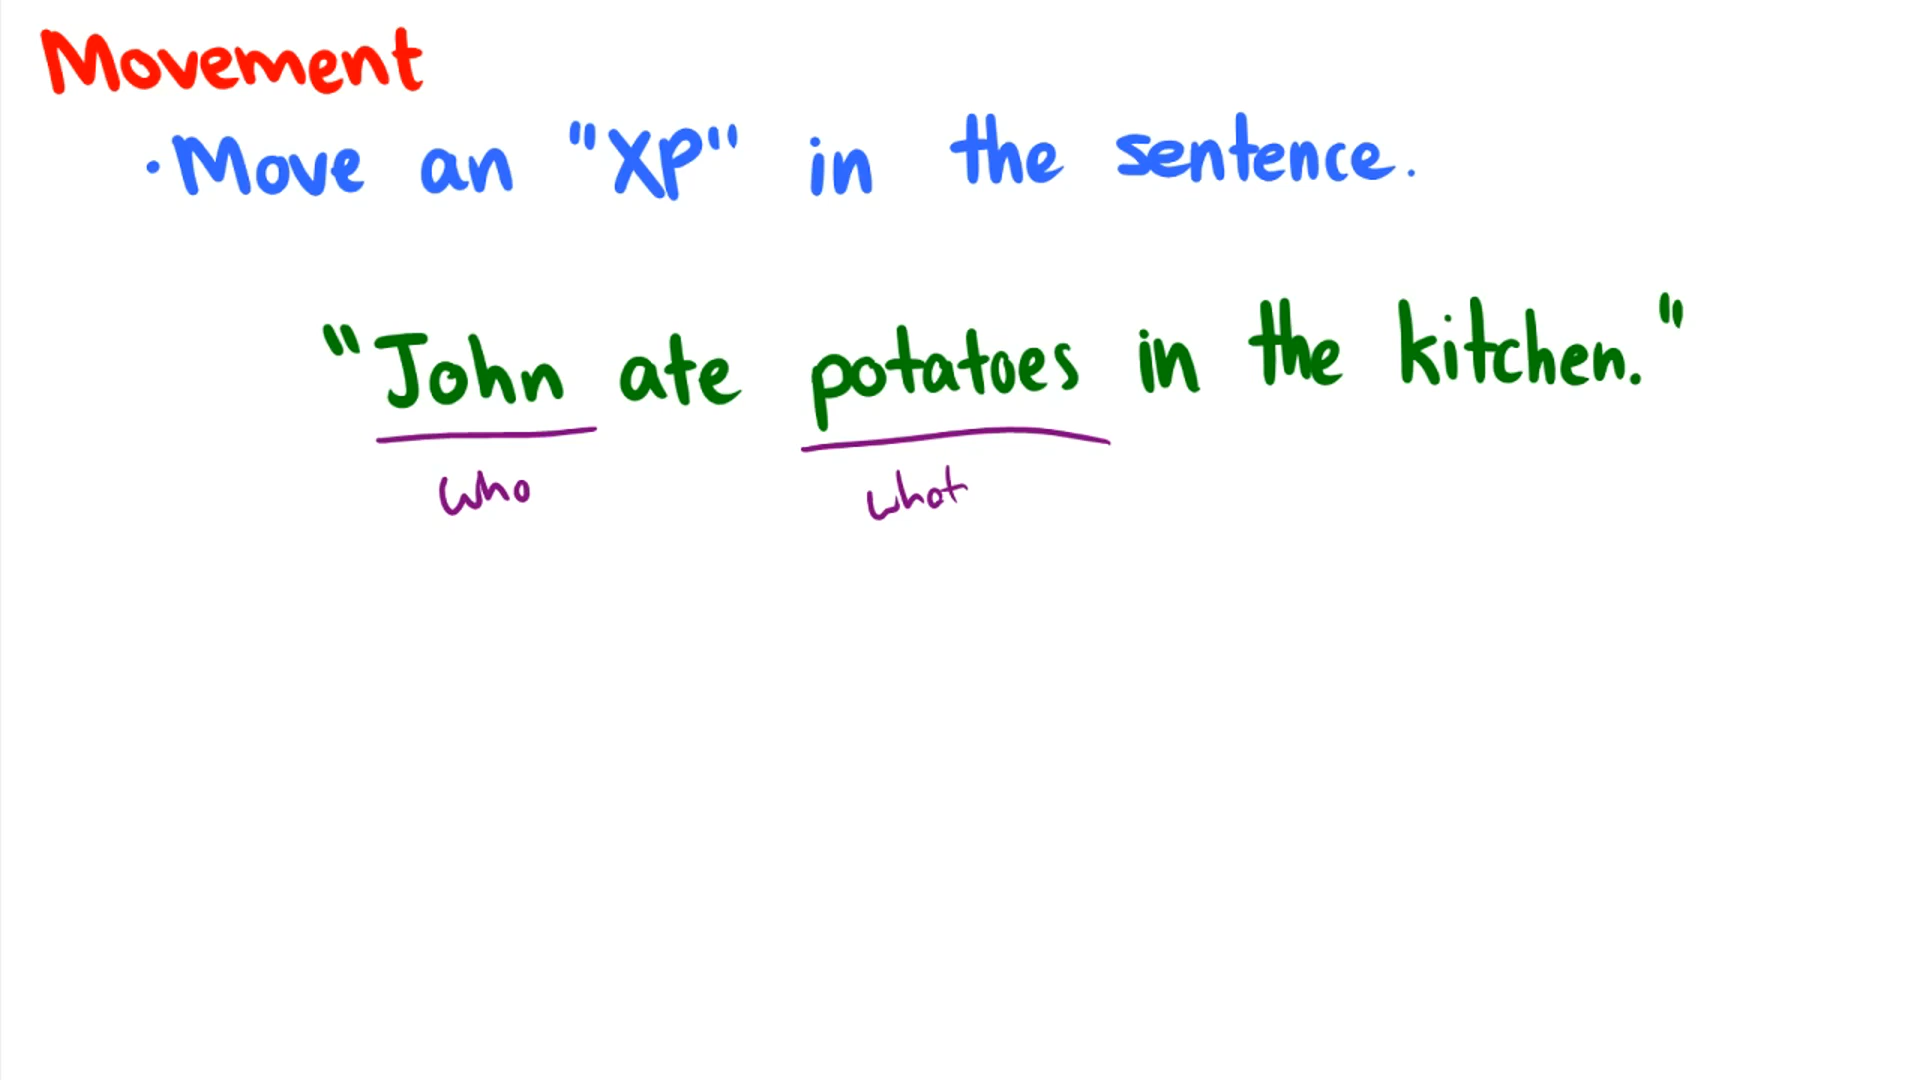 Movement
• Move an "XP" in the sentence.
"John ate potatoes in the kitchen."
who what